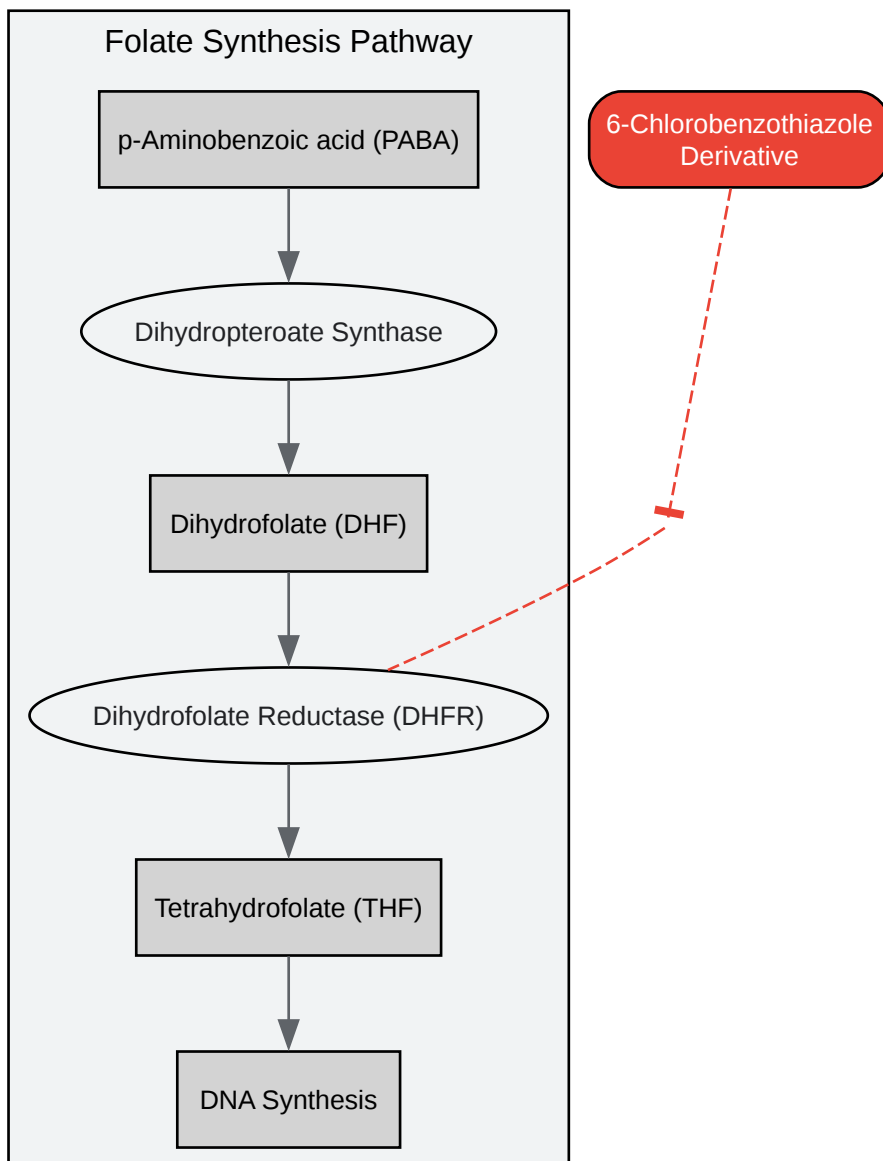 Folate Synthesis Pathway
p-Aminobenzoic acid (PABA)
6-Chlorobenzothiazole
Derivative
Dihydropteroate Synthase
Dihydrofolate (DHF)
Dihydrofolate Reductase (DHFR)
Tetrahydrofolate (THF)
DNA Synthesis